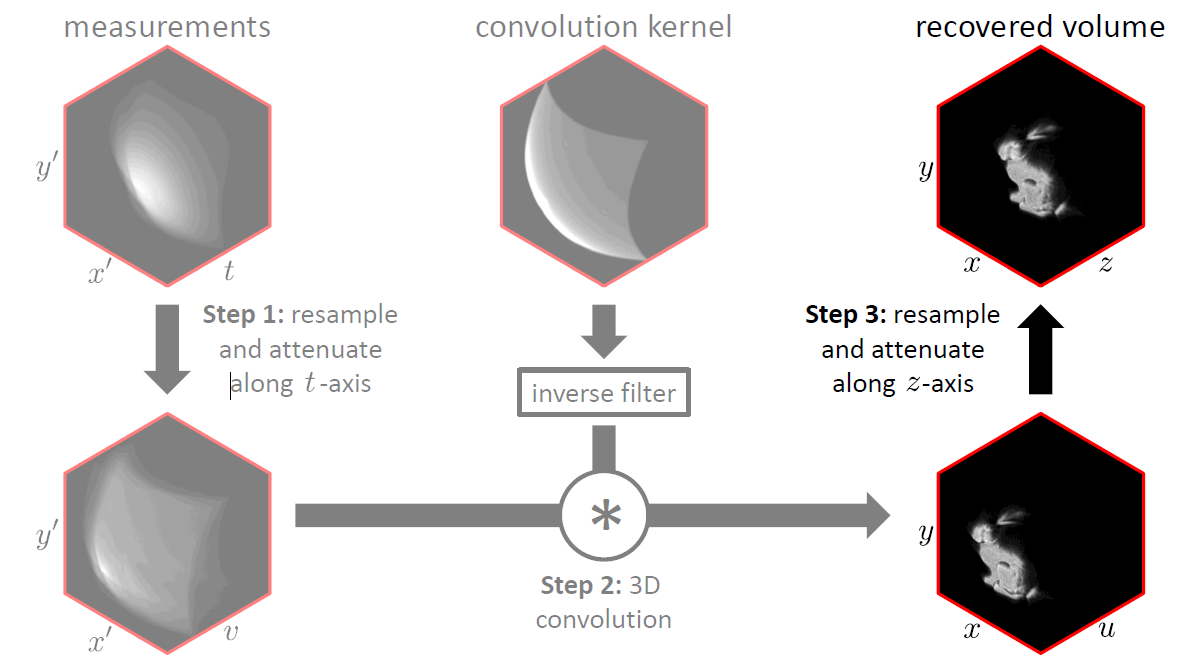 measurements
convolution kernel
recovered volume
y′
x′
t
y
x
z
Step 1: resample
and attenuate
along t-axis
inverse filter
Step 3: resample
and attenuate
along z-axis
y′
x′
v
*
Step 2: 3D
convolution
y
x
u